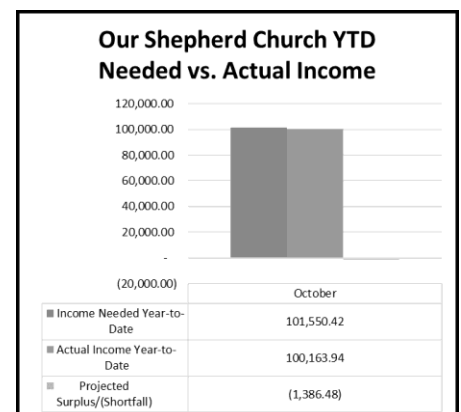 Our Shepherd Church YTD
Needed vs. Actual Income
120,000.00
100,000.00
80,000.00
60,000.00
40,000.00
20,000.00
-
(20,000.00)
October
Income Needed Year-to-
Date
101,550.42
Actual Income Year-to-
Date
100,163.94
Projected
Surplus/(Shortfall)
(1,386.48)